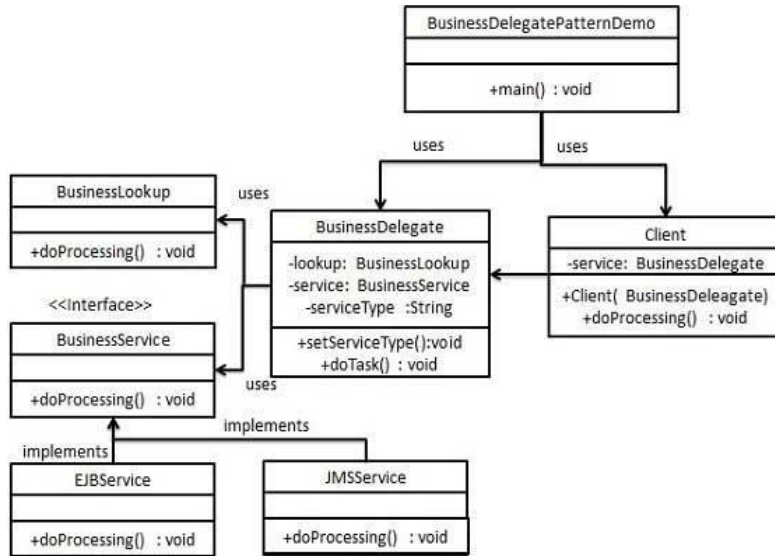 BusinessDelegatePatternDemo
+main() : void
uses
uses
BusinessLookup
+doProcessing() : void
uses
BusinessDelegate
-lookup: BusinessLookup
-service: BusinessService
-serviceType :String
+setServiceType():void
+doTask() : void
Client
-service: BusinessDelegate
+Client( BusinessDeleagate)
+doProcessing() : void
<<Interface>>
BusinessService
+doProcessing() : void
uses
implements
implements
EJBService
+doProcessing() : void
JMSService
+doProcessing() : void